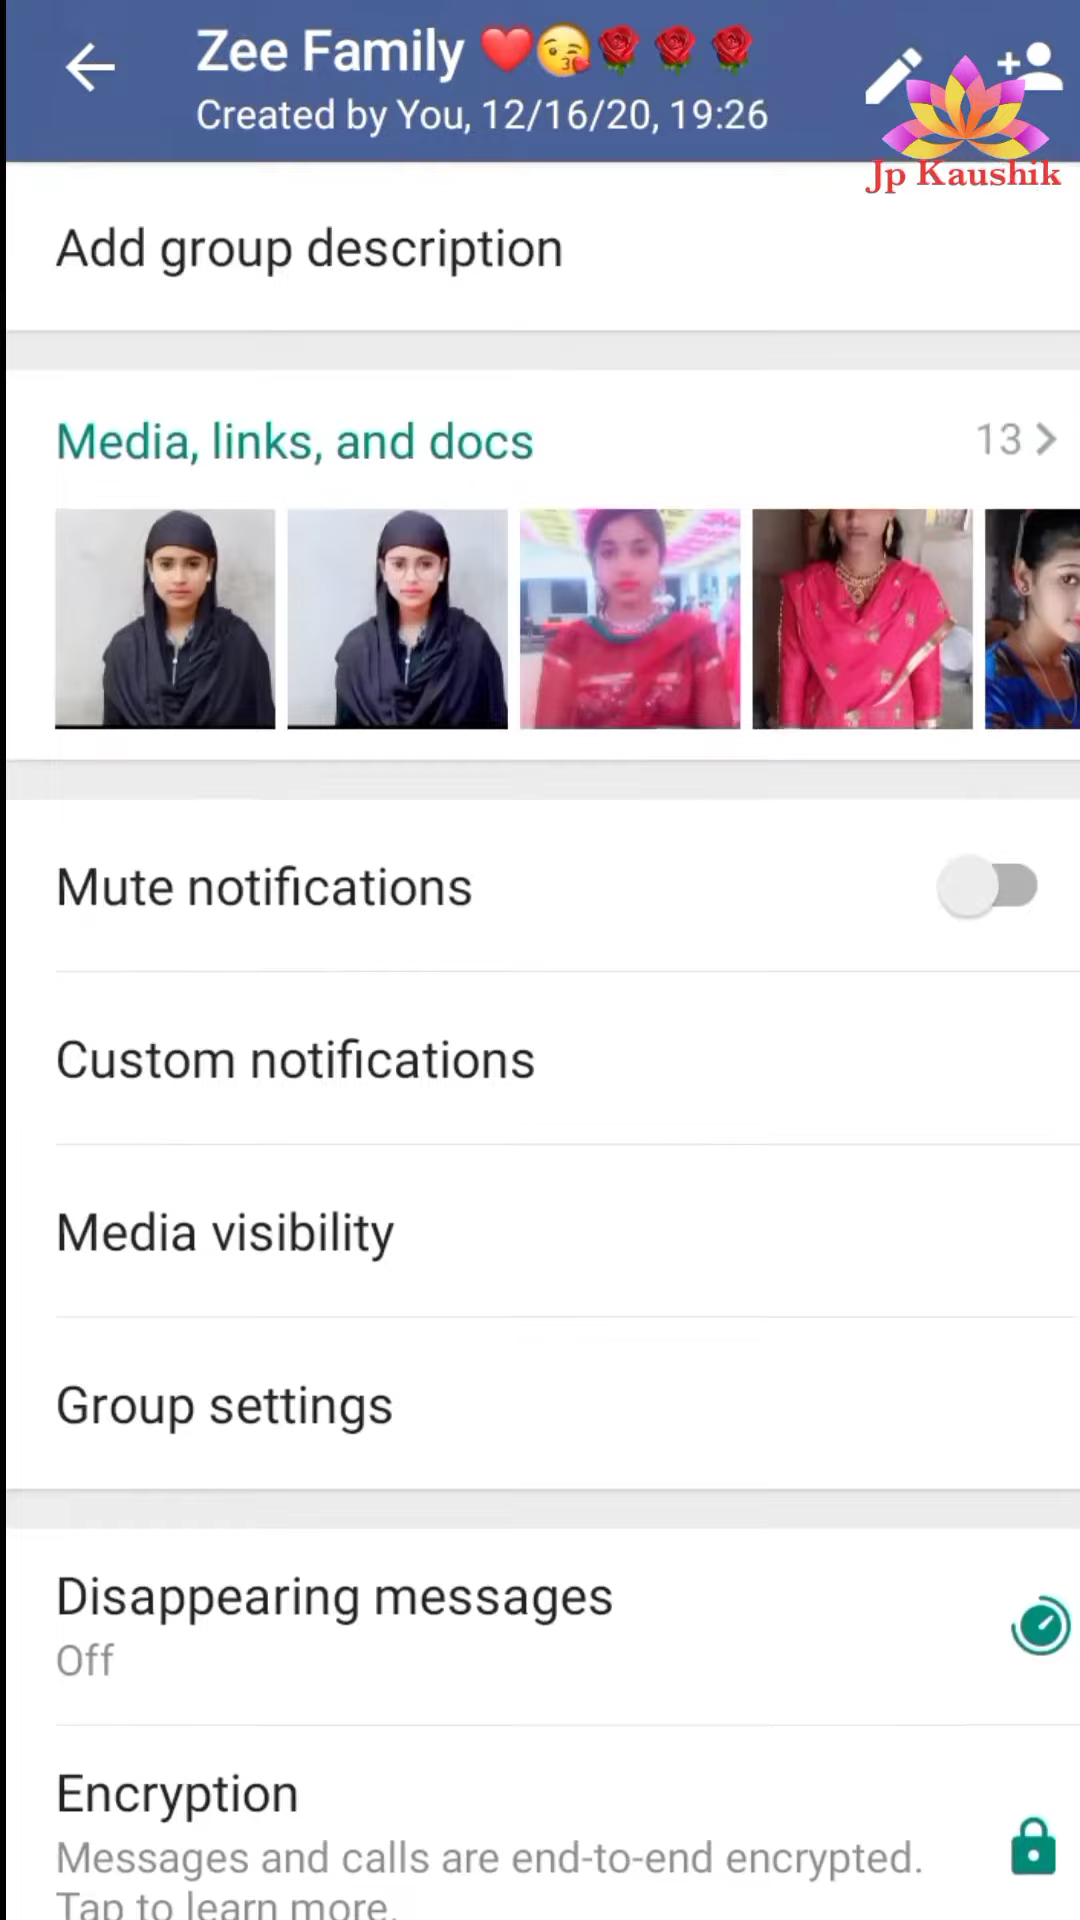 Zee Family ❤️😘🌹🌹🌹
Created by You, 12/16/20, 19:26
Jp Kaushik
Add group description
Media, links, and docs
13
Mute notifications
Custom notifications
Media visibility
Group settings
Disappearing messages
Off
Encryption
Messages and calls are end-to-end encrypted.
Tap to learn more.